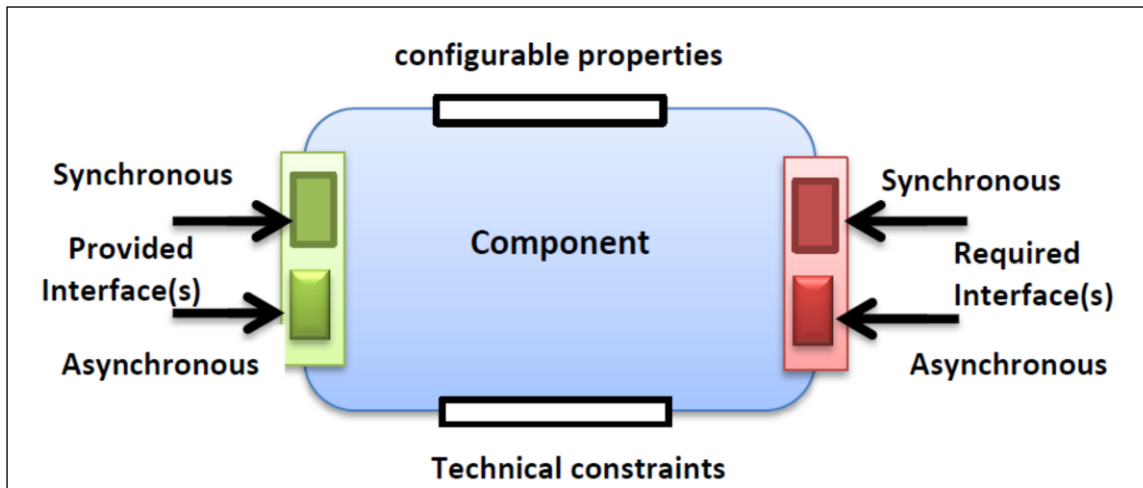 configurable properties
Synchronous
Provided
Interface(s)
Asynchronous
Component
Synchronous
Required
Interface(s)
Asynchronous
Technical constraints